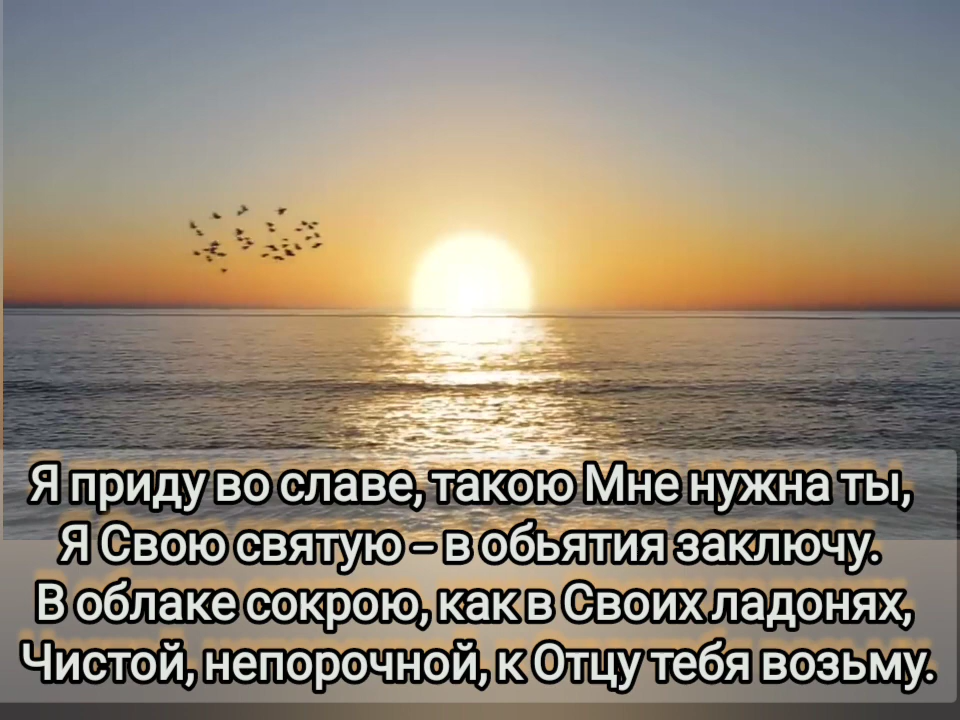 Я приду во славе, такою Мне нужна ты,
Я Свою святую – в обьятия заключу.
В облаке сокрою, как в Своих ладонях,
Чистой, непорочной, к Отцу тебя возьму.